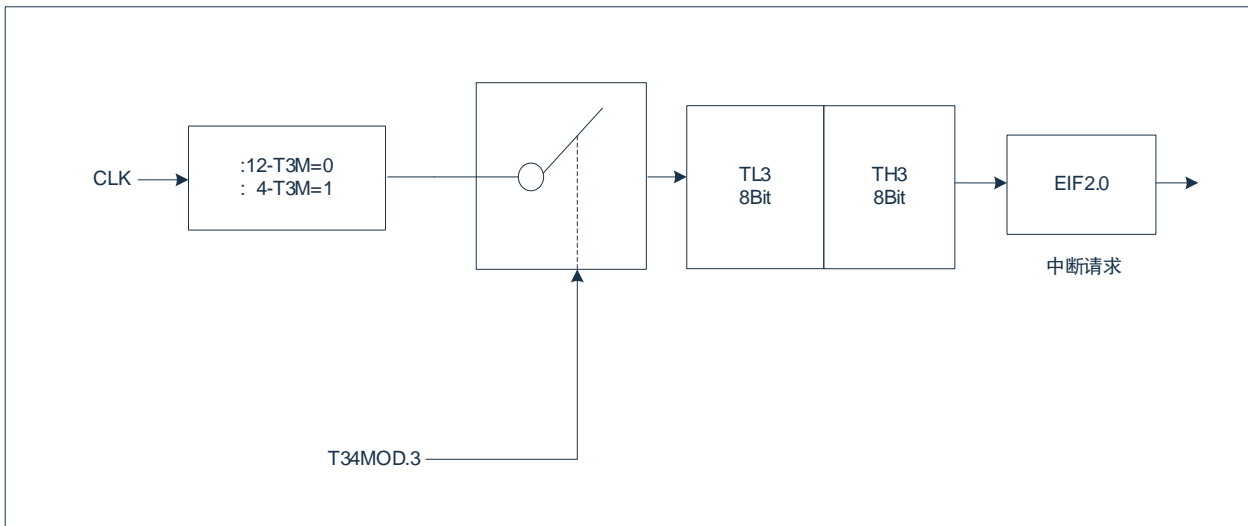 CLK
:12-T3M=0
: 4-T3M=1
TL3
8Bit
TH3
8Bit
EIF2.0
中断请求
T34MOD.3